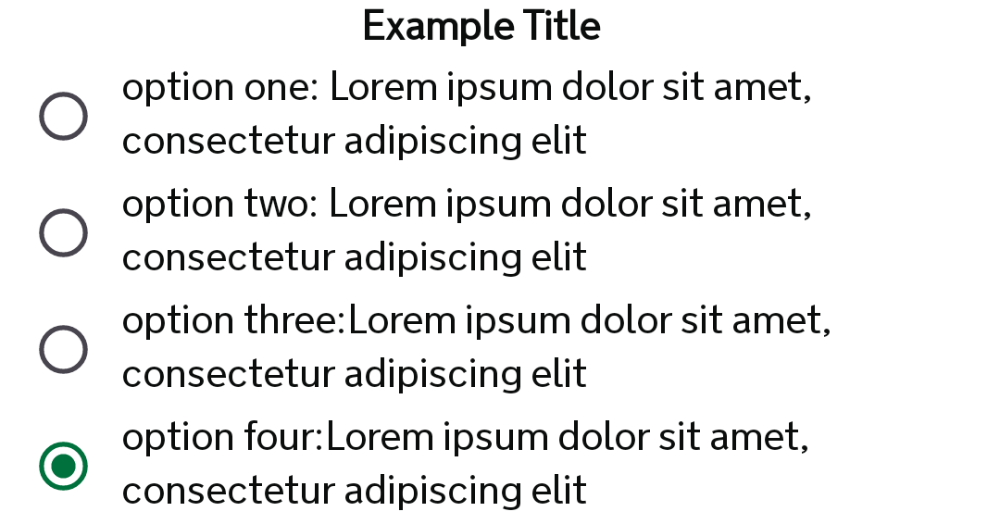 Example Title
option one: Lorem ipsum dolor sit amet,
consectetur adipiscing elit
option two: Lorem ipsum dolor sit amet,
consectetur adipiscing elit
option three:Lorem ipsum dolor sit amet,
consectetur adipiscing elit
option four:Lorem ipsum dolor sit amet,
consectetur adipiscing elit